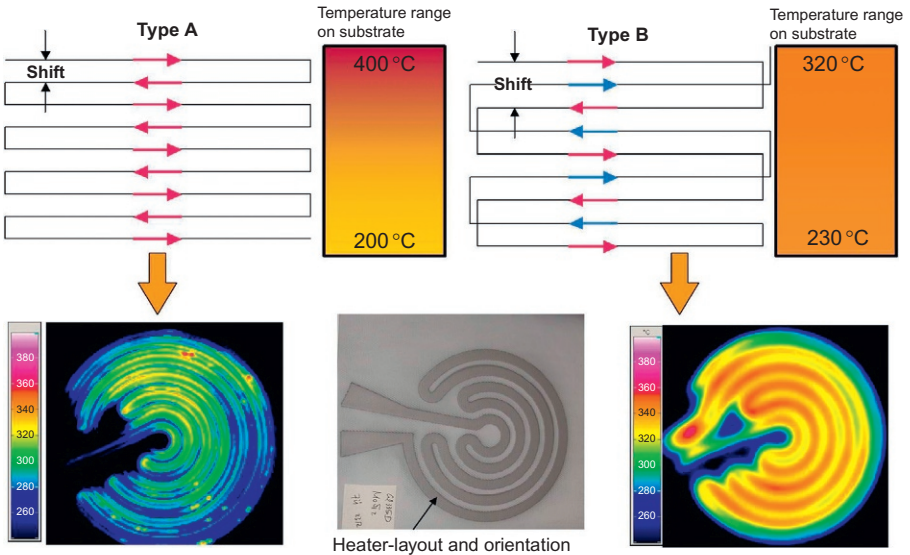 Type A
Temperature range
on substrate
Shift
400 °C
200 °C
Type B
Temperature range
on substrate
Shift
320 °C
230 °C
380
360
340
320
300
280
260
°C
380
360
340
320
300
280
260
Heater-layout and orientation